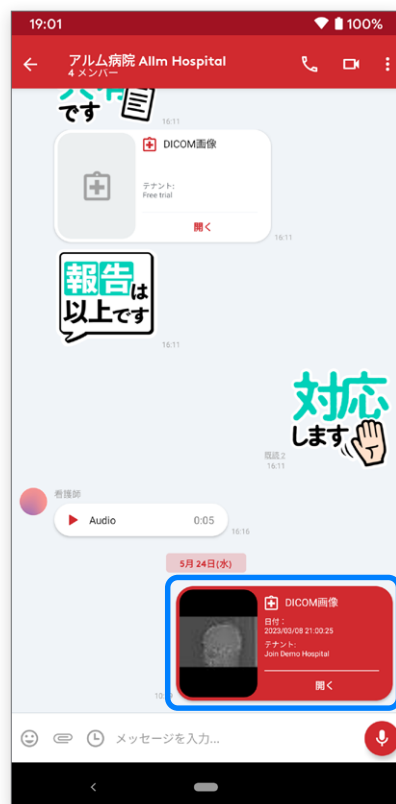 19:01
100%
アルム病院 Allm Hospital
4 メンバー
です
16:11
DICOM画像
テナント:
Free trial
開く
16:11
報告は
以上です
16:11
対応
します
既読 2
16:11
看護師
Audio
0:05
16:16
5月 24日(水)
DICOM画像
日付:
2023/03/08 21:00:25
テナント:
Join Demo Hospital
開く
メッセージを入力...